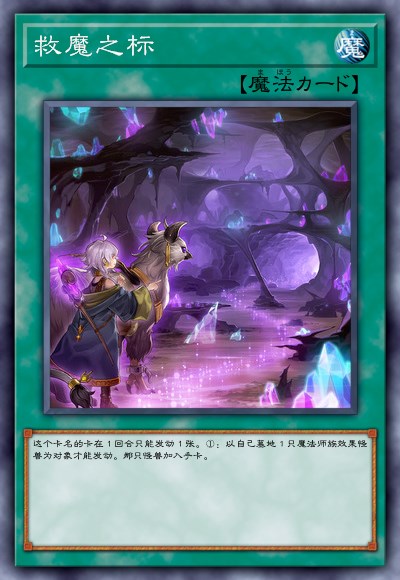 救魔之标
魔
【魔法カード】
ま ほう
这个卡名的卡在1回合只能发动1张。①：以自己墓地1只魔法师族效果怪
兽为对象才能发动。那只怪兽加入手卡。